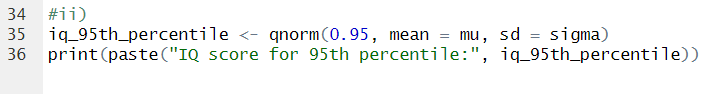 34 #ii)
35 iq_95th_percentile <- qnorm(0.95, mean = mu, sd = sigma)
36 print(paste("IQ score for 95th percentile:", iq_95th_percentile))